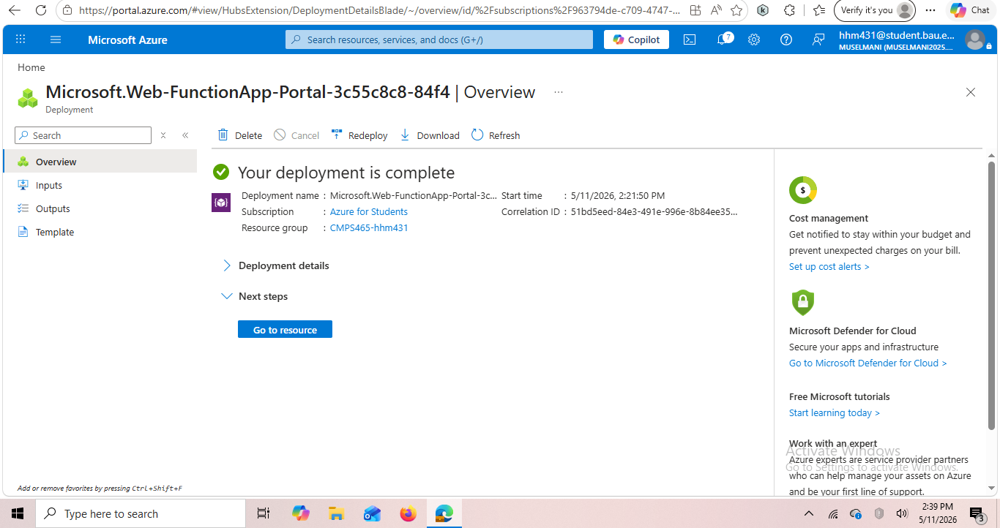 https://portal.azure.com/#view/HubsExtension/DeploymentDetailsBlade/~/overview/id/%2Fsubscriptions%2F963794de-c709-4747-...
Verify it's you
Chat
Microsoft Azure
Search resources, services, and docs (G+/)
Copilot
7
hhm431@student.bau.e...
MUSELMANI (MUSELMANI2025....
Home
Microsoft.Web-FunctionApp-Portal-3c55c8c8-84f4 | Overview
Deployment
Search
Delete
Cancel
Redeploy
Download
Refresh
Overview
Inputs
Outputs
Template
Your deployment is complete
Deployment name : Microsoft.Web-FunctionApp-Portal-3c...
Subscription : Azure for Students
Resource group : CMPS465-hhm431
Start time : 5/11/2026, 2:21:50 PM
Correlation ID : 51bd5eed-84e3-491e-996e-8b84ee35...
Deployment details
Next steps
Go to resource
Cost management
Get notified to stay within your budget and
prevent unexpected charges on your bill.
Set up cost alerts >
Microsoft Defender for Cloud
Secure your apps and infrastructure
Go to Microsoft Defender for Cloud >
Free Microsoft tutorials
Start learning today >
Work with an expert
Azure experts are service provider partners
who can help manage your assets on Azure
and be your first line of support.
Activate Windows
Go to Settings to activate Windows.
Add or remove favorites by pressing Ctrl+Shift+F
Type here to search
2:39 PM
5/11/2026
3